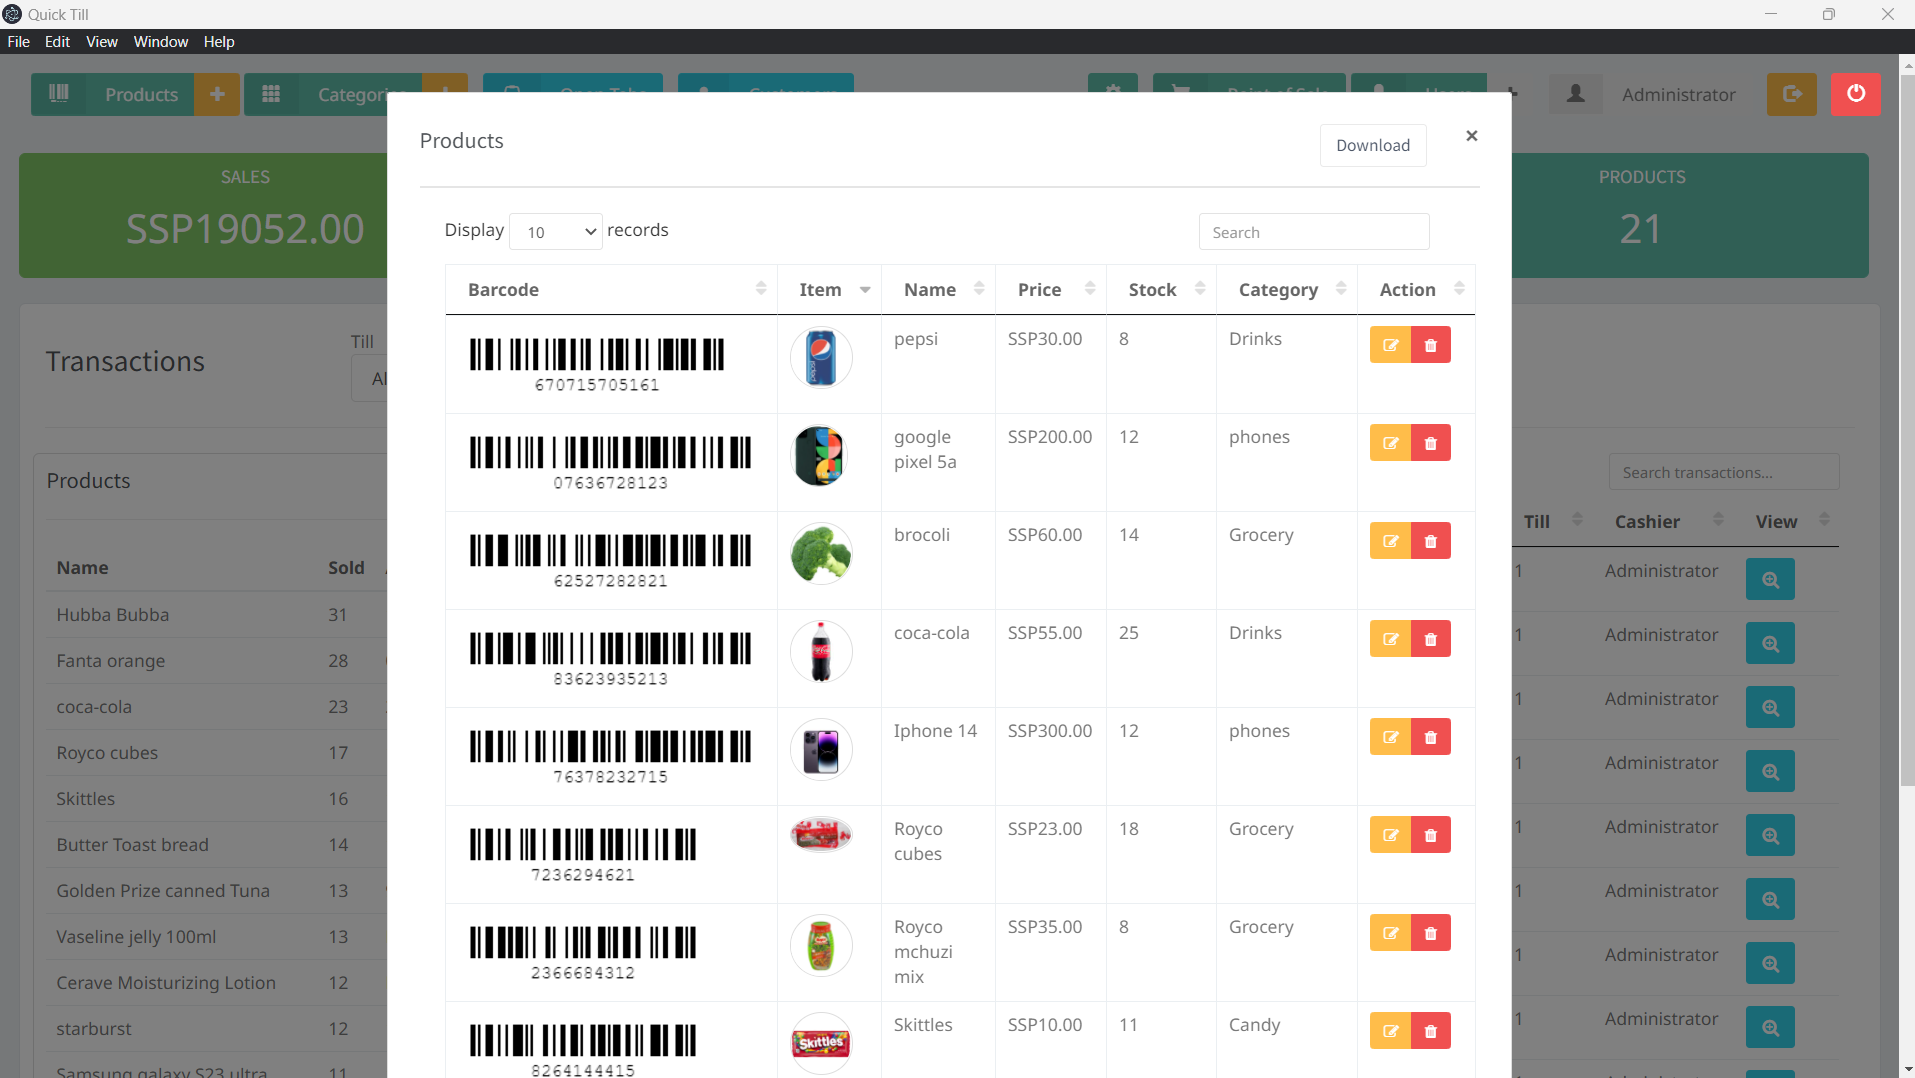 Quick Till
File Edit View Window Help
Products Categori
Administrator
SALES
SSP19052.00
PRODUCTS
21
Transactions
Till
Al
Products
Name Sold
Hubba Bubba 31
Fanta orange 28
coca-cola 23
Royco cubes 17
Skittles 16
Butter Toast bread 14
Golden Prize canned Tuna 13
Vaseline jelly 100ml 13
Cerave Moisturizing Lotion 12
starburst 12
Samsung galaxy S23 ultra 11
Products
Download
×
Display 10 records
Search
Barcode Item Name Price Stock Category Action
670715705161 pepsi SSP30.00 8 Drinks
07636728123 google pixel 5a SSP200.00 12 phones
62527282821 brocoli SSP60.00 14 Grocery
83623935213 coca-cola SSP55.00 25 Drinks
76378232715 Iphone 14 SSP300.00 12 phones
7236294621 Royco cubes SSP23.00 18 Grocery
2366684312 Royco mchuzi mix SSP35.00 8 Grocery
8264144415 Skittles Skittles SSP10.00 11 Candy
Search transactions...
Till Cashier View
1 Administrator
1 Administrator
1 Administrator
1 Administrator
1 Administrator
1 Administrator
1 Administrator
1 Administrator